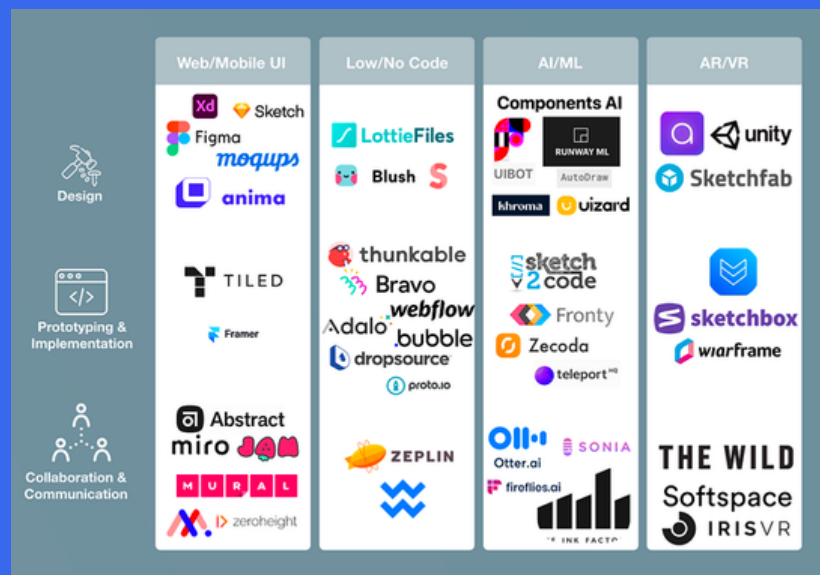 Web/Mobile UI
Low/No Code
AI/ML
AR/VR
Design
Xd
Sketch
Figma
moqups
anima
LottieFiles
Blush
S
Components AI
RUNWAY ML
UIBOT
AutoDraw
khroma
uizard
unity
Sketchfab
Prototyping &
Implementation
TILED
Framer
thunkable
Bravo
webflow
Adalo
bubble
dropsource
proto.io
sketch
2code
Fronty
Zecoda
teleport HQ
sketchbox
wiarframe
Collaboration &
Communication
Abstract
miro JAM
MURAL
zeroheight
ZEPLIN
Otter.ai
SONIA
fireflies.ai
INK FACTO
THE WILD
Softspace
IRISVR